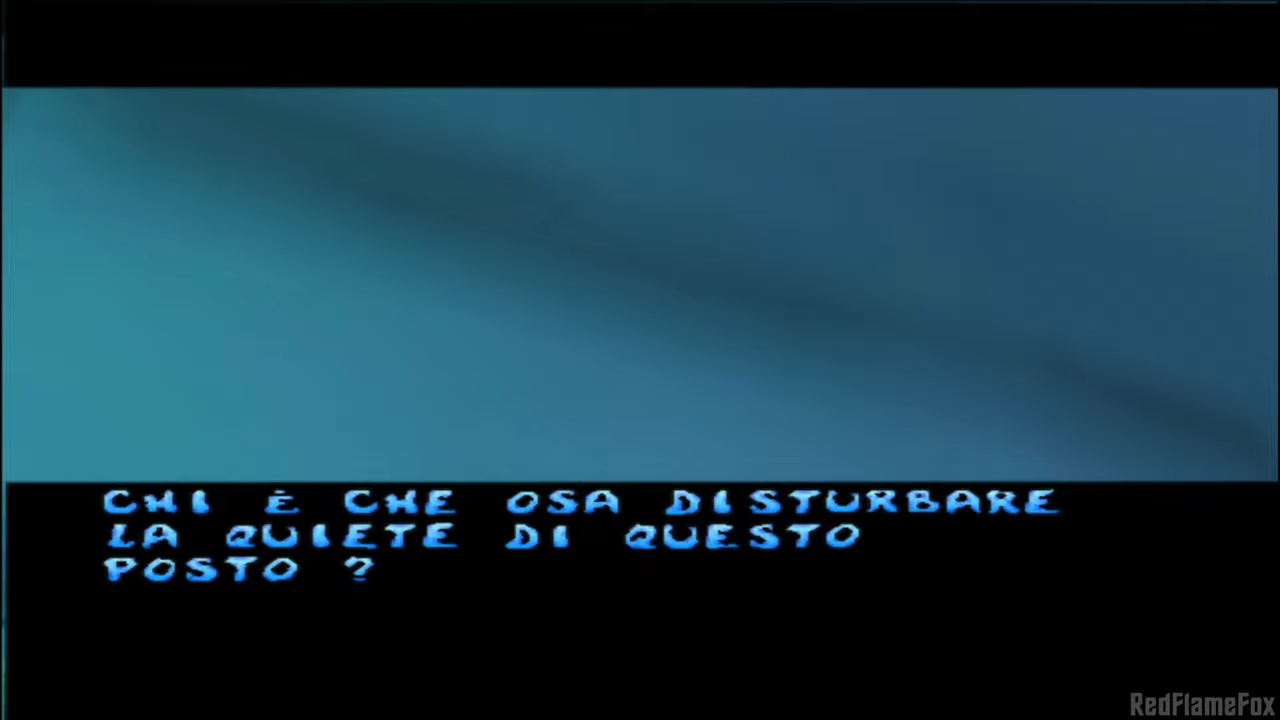 CHI È CHE OSA DISTURBARE
LA QUIETE DI QUESTO
POSTO ?
RedFlameFox